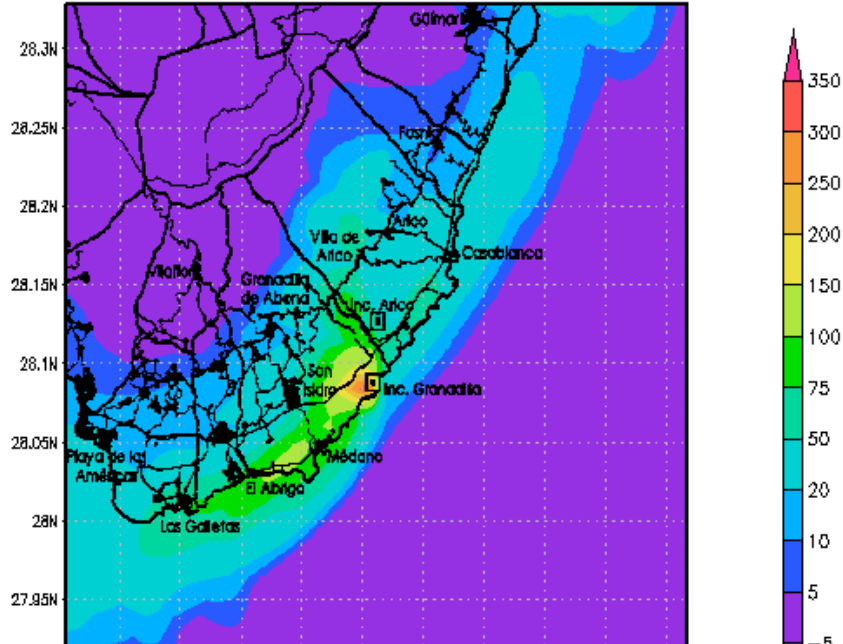 Güimar
28.3N
28.25N
Fasnia
28.2N
Arico
Villa de
Arico
Casablanca
Vilaflor
Granadilla
de Abona
28.15N
Inc. Arico
28.1N
San
Isidro
Inc. Granadilla
28.05N
Playa de las
Américas
Médano
El Abrigo
28N
Las Galletas
27.95N
350
300
250
200
150
100
75
50
20
10
5
-5